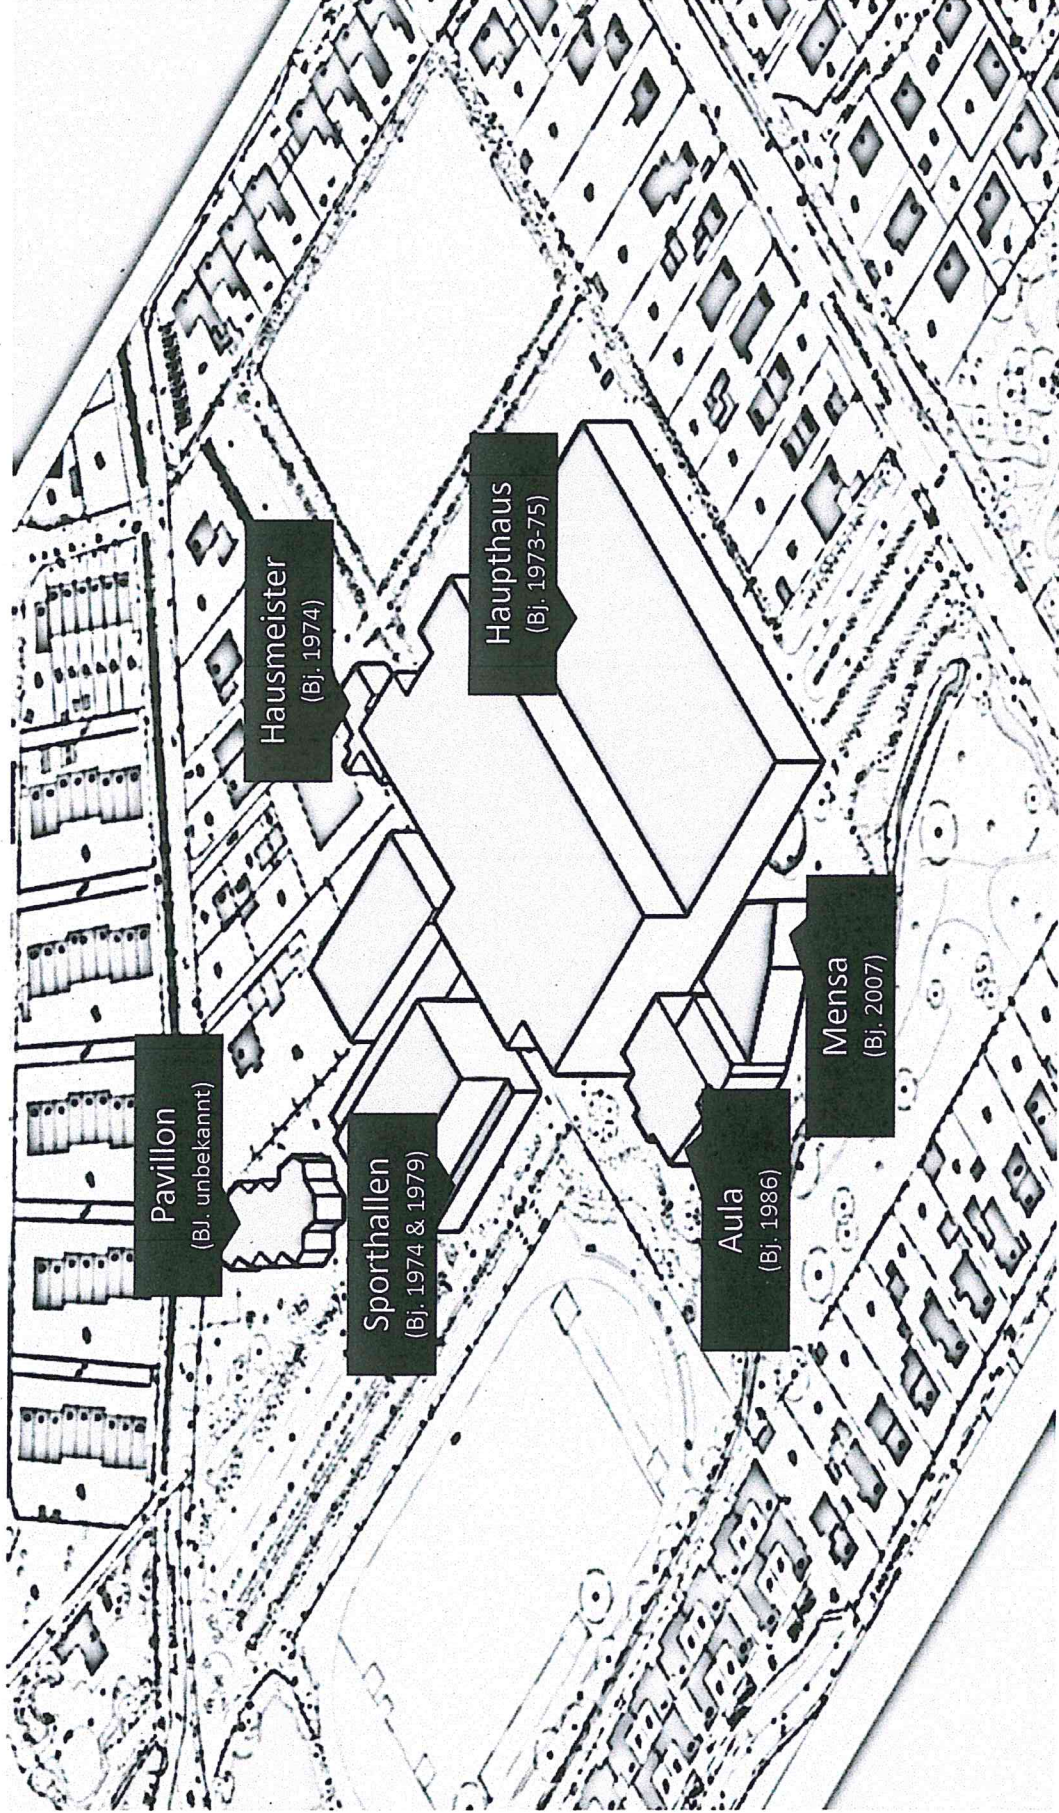 Pavillon
(BJ. unbekannt)
Hausmeister
(Bj. 1974)
Sporthallen
(Bj. 1974 & 1979)
Haupthaus
(Bj. 1973-75)
Aula
(Bj. 1986)
Mensa
(Bj. 2007)